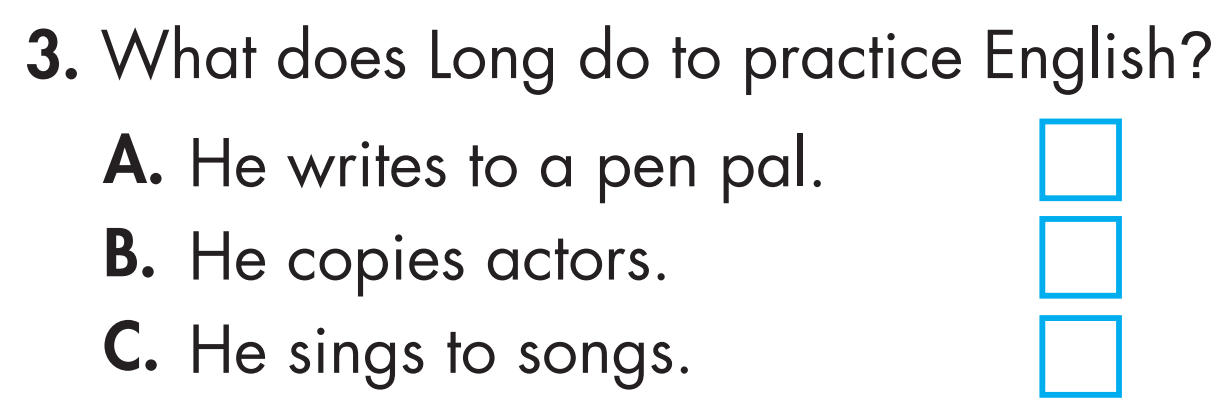 3. What does Long do to practice English?
A. He writes to a pen pal.
B. He copies actors.
C. He sings to songs.